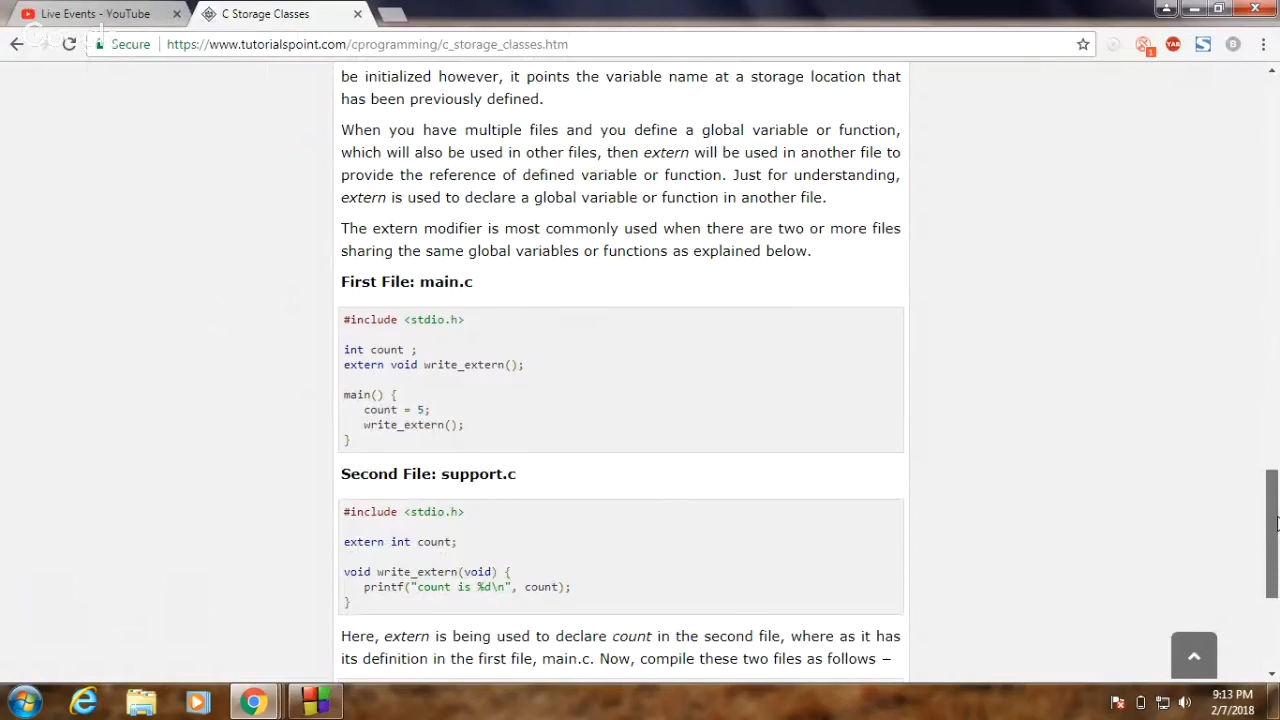 Live Events - YouTube
C Storage Classes
Google
Secure
https://www.tutorialspoint.com/cprogramming/c_storage_classes.htm
1
YAB
S
B
be initialized however, it points the variable name at a storage location that
has been previously defined.
When you have multiple files and you define a global variable or function,
which will also be used in other files, then extern will be used in another file to
provide the reference of defined variable or function. Just for understanding,
extern is used to declare a global variable or function in another file.
The extern modifier is most commonly used when there are two or more files
sharing the same global variables or functions as explained below.
First File: main.c
#include <stdio.h>
int count ;
extern void write_extern();
main() {
count = 5;
write_extern();
}
Second File: support.c
#include <stdio.h>
extern int count;
void write_extern(void) {
printf("count is %d\n", count);
}
Here, extern is being used to declare count in the second file, where as it has
its definition in the first file, main.c. Now, compile these two files as follows −
9:13 PM
2/7/2018